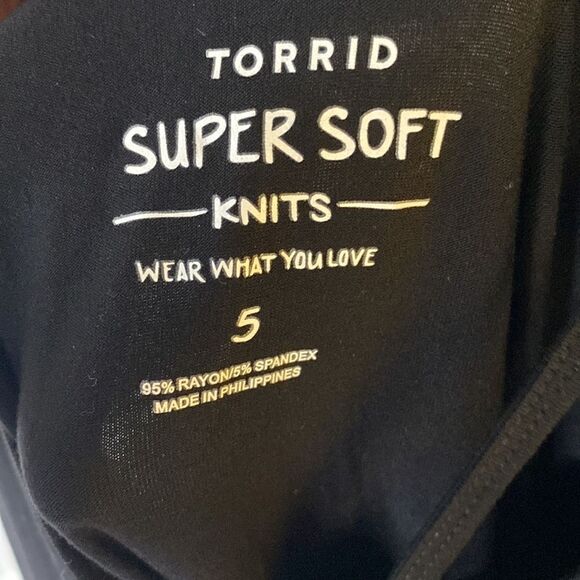 TORRID
SUPER SOFT
KNITS
WEAR WHAT YOU LOVE
5
95% RAYON/5% SPANDEX
MADE IN PHILIPPINES